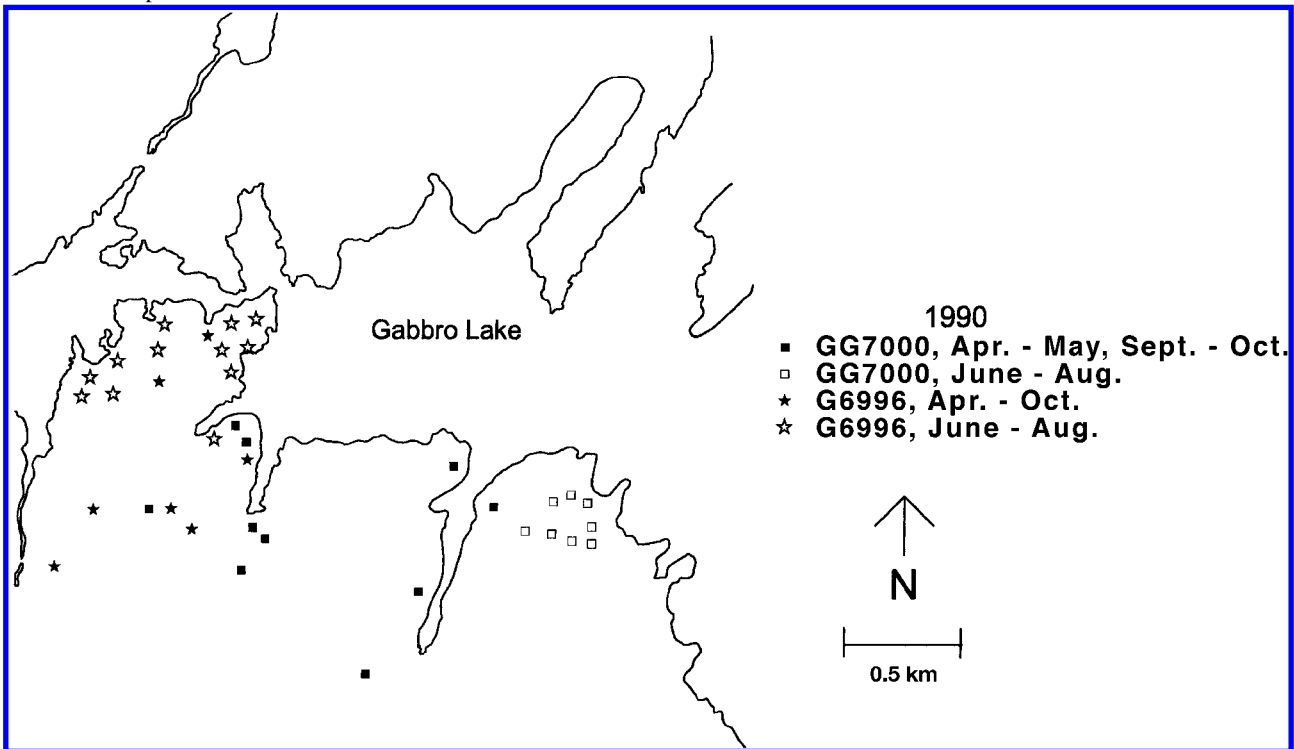 Gabbro Lake
1990
GG7000, Apr. - May, Sept. - Oct.
GG7000, June - Aug.
G6996, Apr. - Oct.
G6996, June - Aug.
N
0.5 km